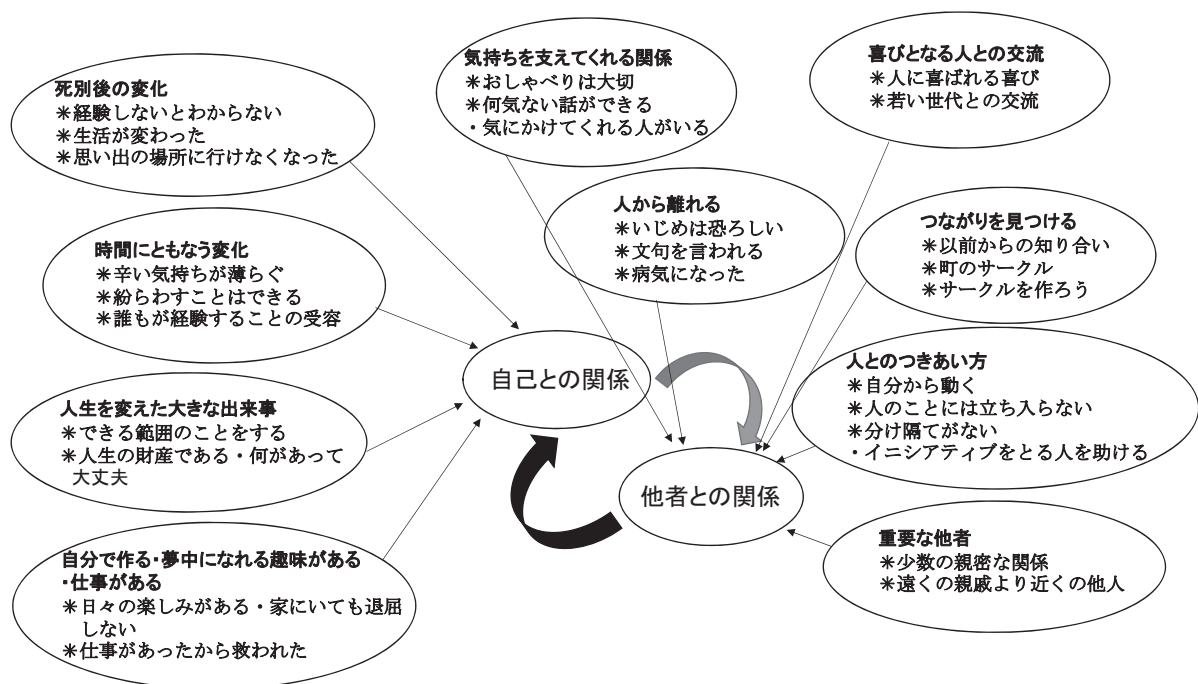 死別後の変化
＊経験しないとわからない
＊生活が変わった
＊思い出の場所に行けなくなった
時間にともなう変化
＊辛い気持ちが薄らぐ
＊紛らわすことはできる
＊誰もが経験することの受容
人生を変えた大きな出来事
＊できる範囲のことをする
＊人生の財産である・何があって
大丈夫
自分で作る・夢中になれる趣味がある
・仕事がある
＊日々の楽しみがある・家にいても退屈
しない
＊仕事があったから救われた
気持ちを支えてくれる関係
＊おしゃべりは大切
＊何気ない話ができる
・気にかけてくれる人がいる
人から離れる
＊いじめは恐ろしい
＊文句を言われる
＊病気になった
喜びとなる人との交流
＊人に喜ばれる喜び
＊若い世代との交流
つながりを見つける
＊以前からの知り合い
＊町のサークル
＊サークルを作ろう
人とのつきあい方
＊自分から動く
＊人のことには立ち入らない
＊分け隔てがない
・イニシアティブをとる人を助ける
重要な他者
＊少数の親密な関係
＊遠くの親戚より近くの他人
自己との関係
他者との関係